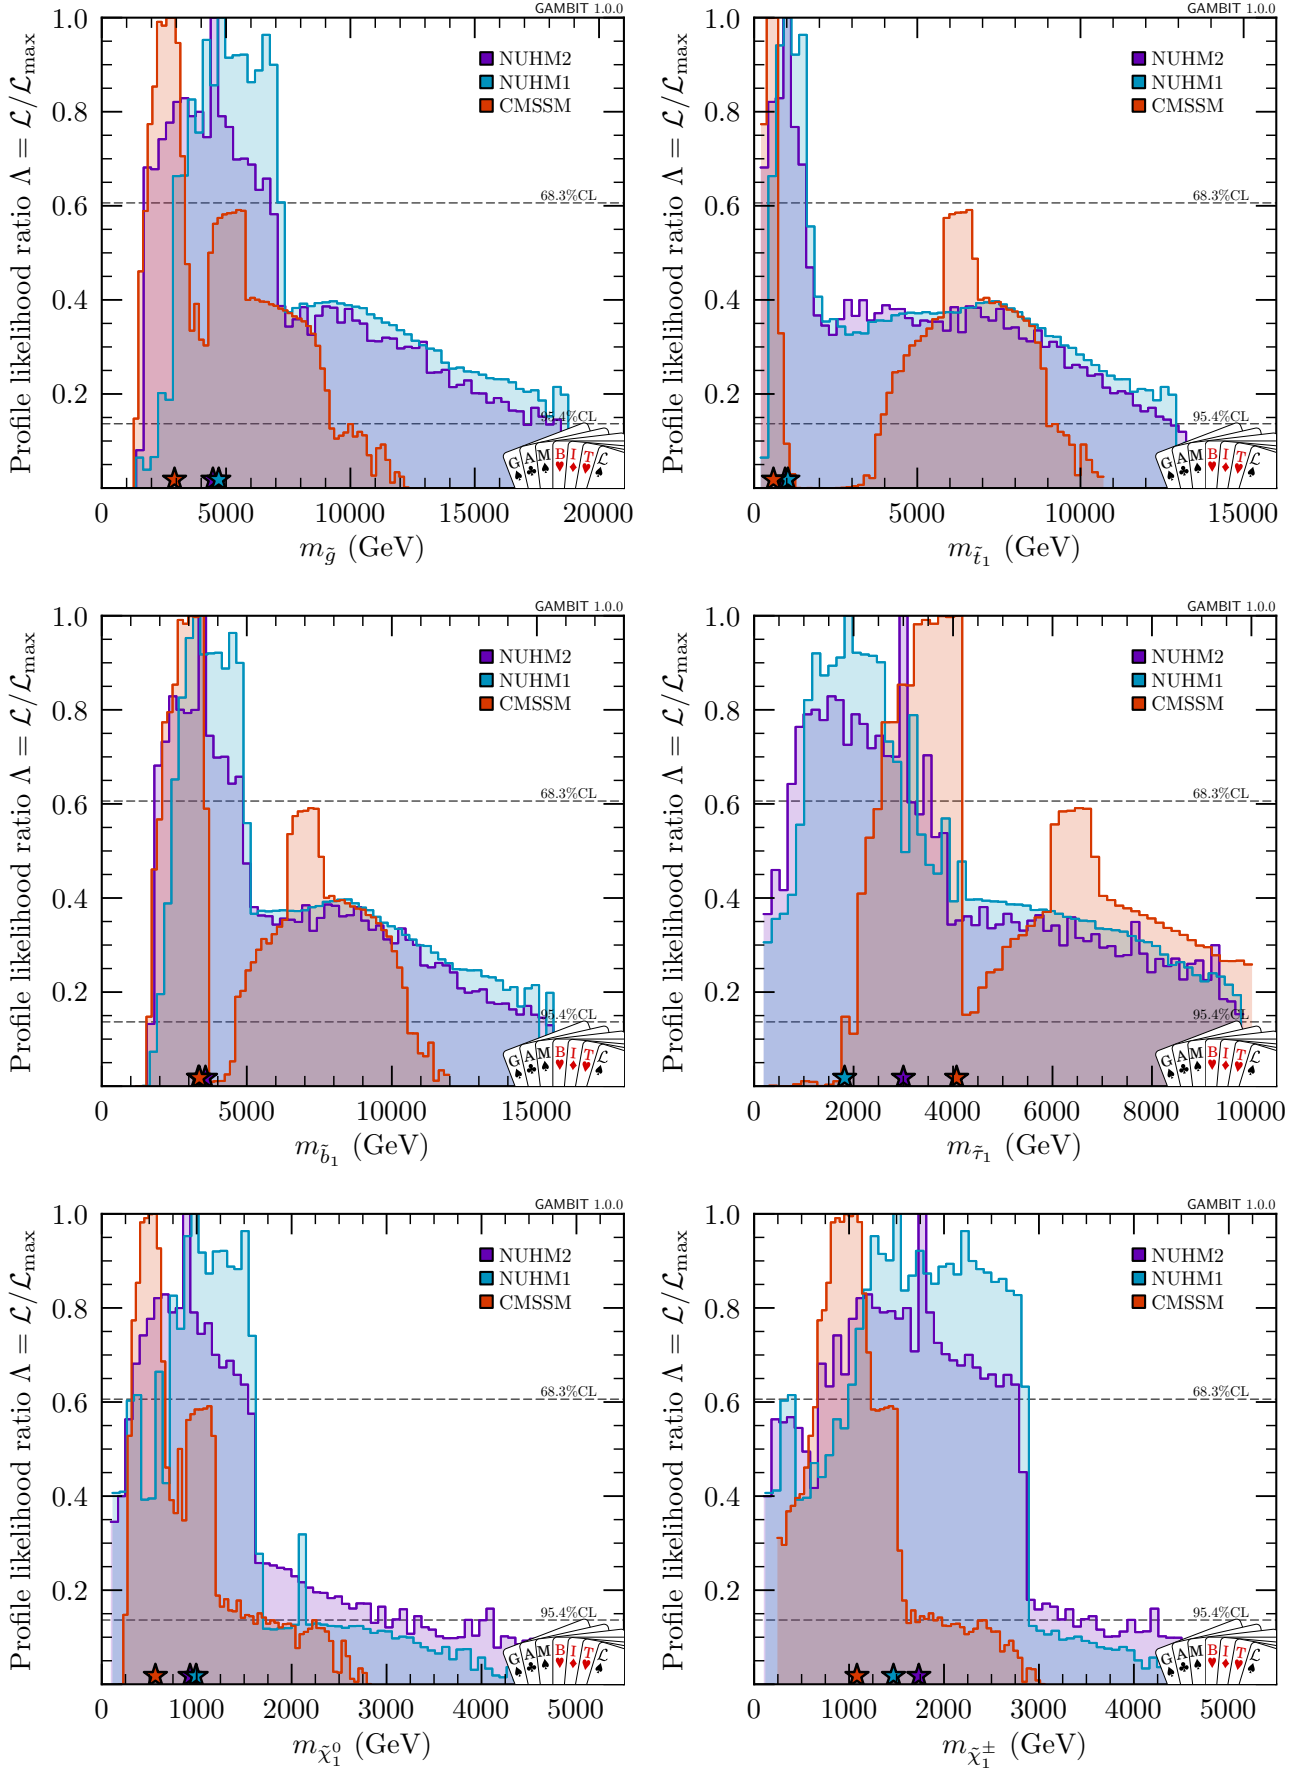 GAMBIT 1.0.0
Profile likelihood ratio Λ = ℒ/ℒmax
1.0
0.8
0.6
0.4
0.2
NUHM2
NUHM1
CMSSM
68.3%CL
95.4%CL
G A M B I T ℒ
0 5000 10000 15000 20000
m_g̃ (GeV)
GAMBIT 1.0.0
Profile likelihood ratio Λ = ℒ/ℒmax
1.0
0.8
0.6
0.4
0.2
NUHM2
NUHM1
CMSSM
68.3%CL
95.4%CL
G A M B I T ℒ
0 5000 10000 15000
m_t̃₁ (GeV)
GAMBIT 1.0.0
Profile likelihood ratio Λ = ℒ/ℒmax
1.0
0.8
0.6
0.4
0.2
NUHM2
NUHM1
CMSSM
68.3%CL
95.4%CL
G A M B I T ℒ
0 5000 10000 15000
m_b̃₁ (GeV)
GAMBIT 1.0.0
Profile likelihood ratio Λ = ℒ/ℒmax
1.0
0.8
0.6
0.4
0.2
NUHM2
NUHM1
CMSSM
68.3%CL
95.4%CL
G A M B I T ℒ
0 2000 4000 6000 8000 10000
m_τ̃₁ (GeV)
GAMBIT 1.0.0
Profile likelihood ratio Λ = ℒ/ℒmax
1.0
0.8
0.6
0.4
0.2
NUHM2
NUHM1
CMSSM
68.3%CL
95.4%CL
G A M B I T ℒ
0 1000 2000 3000 4000 5000
m_χ̃₁⁰ (GeV)
GAMBIT 1.0.0
Profile likelihood ratio Λ = ℒ/ℒmax
1.0
0.8
0.6
0.4
0.2
NUHM2
NUHM1
CMSSM
68.3%CL
95.4%CL
G A M B I T ℒ
0 1000 2000 3000 4000 5000
m_χ̃₁± (GeV)